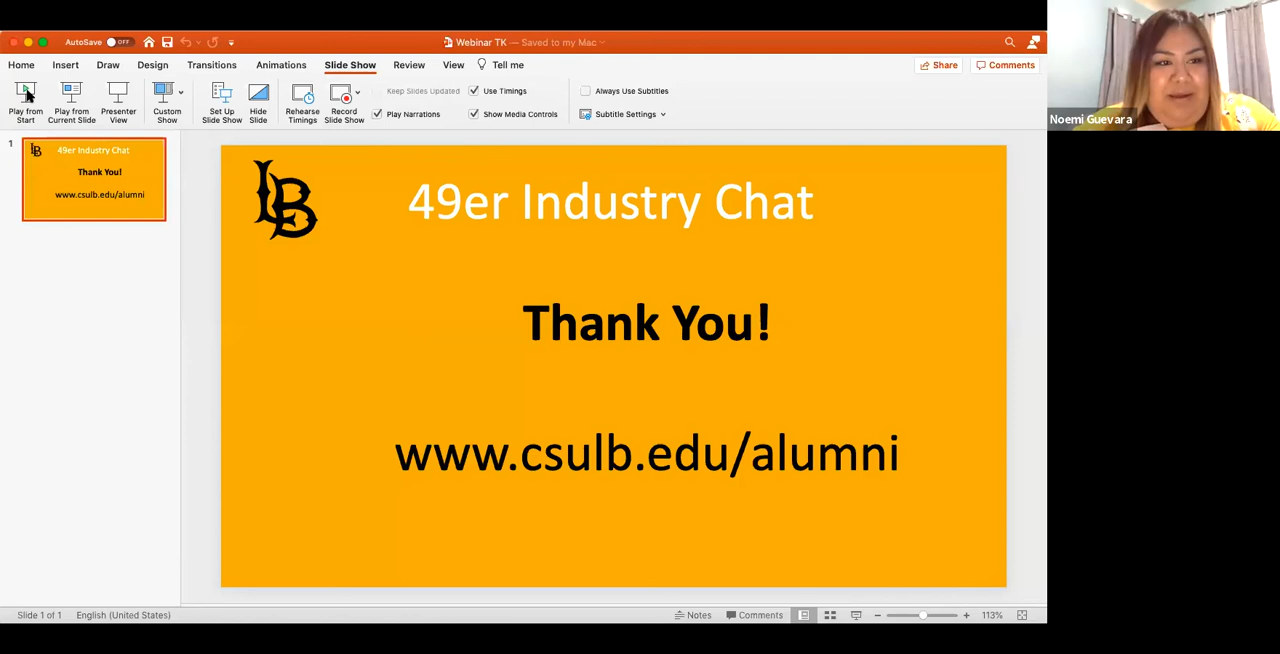 AutoSave OFF
Webinar TK — Saved to my Mac
Home Insert Draw Design Transitions Animations Slide Show Review View Tell me
Share Comments
Play from Start
Play from Current Slide
Presenter View
Custom Show
Set Up Slide Show
Hide Slide
Rehearse Timings
Record Slide Show
Keep Slides Updated
Play Narrations
Use Timings
Show Media Controls
Always Use Subtitles
Subtitle Settings
Noemi Guevara
1
LB
49er Industry Chat
Thank You!
www.csulb.edu/alumni
LB
49er Industry Chat
Thank You!
www.csulb.edu/alumni
Slide 1 of 1 English (United States)
Notes Comments 113%